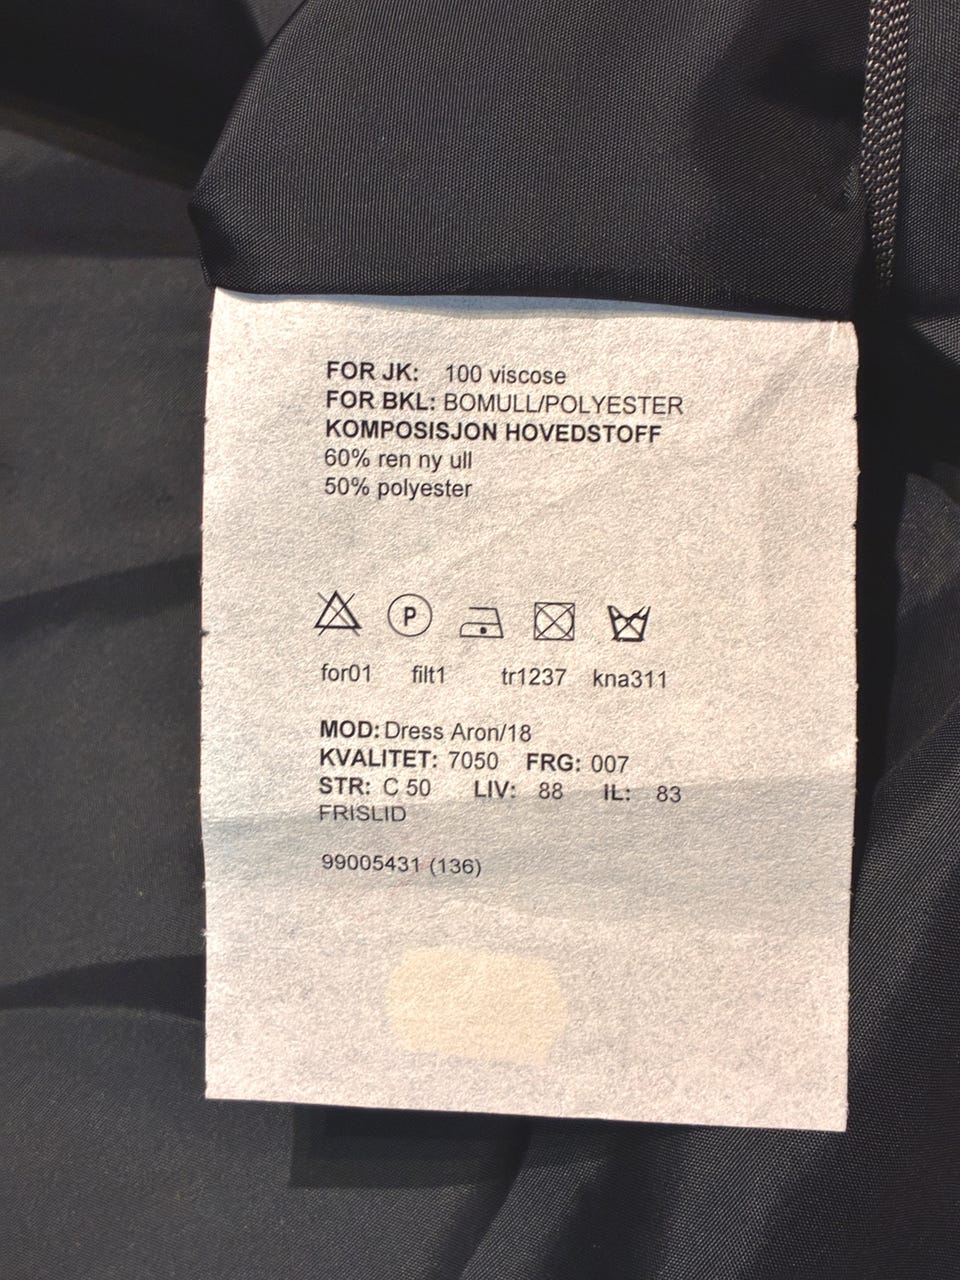 FOR JK: 100 viscose
FOR BKL: BOMULL/POLYESTER
KOMPOSISJON HOVEDSTOFF
60% ren ny ull
50% polyester
P
for01 filt1 tr1237 kna311
MOD: Dress Aron/18
KVALITET: 7050 FRG: 007
STR: C 50 LIV: 88 IL: 83
FRISLID
99005431 (136)